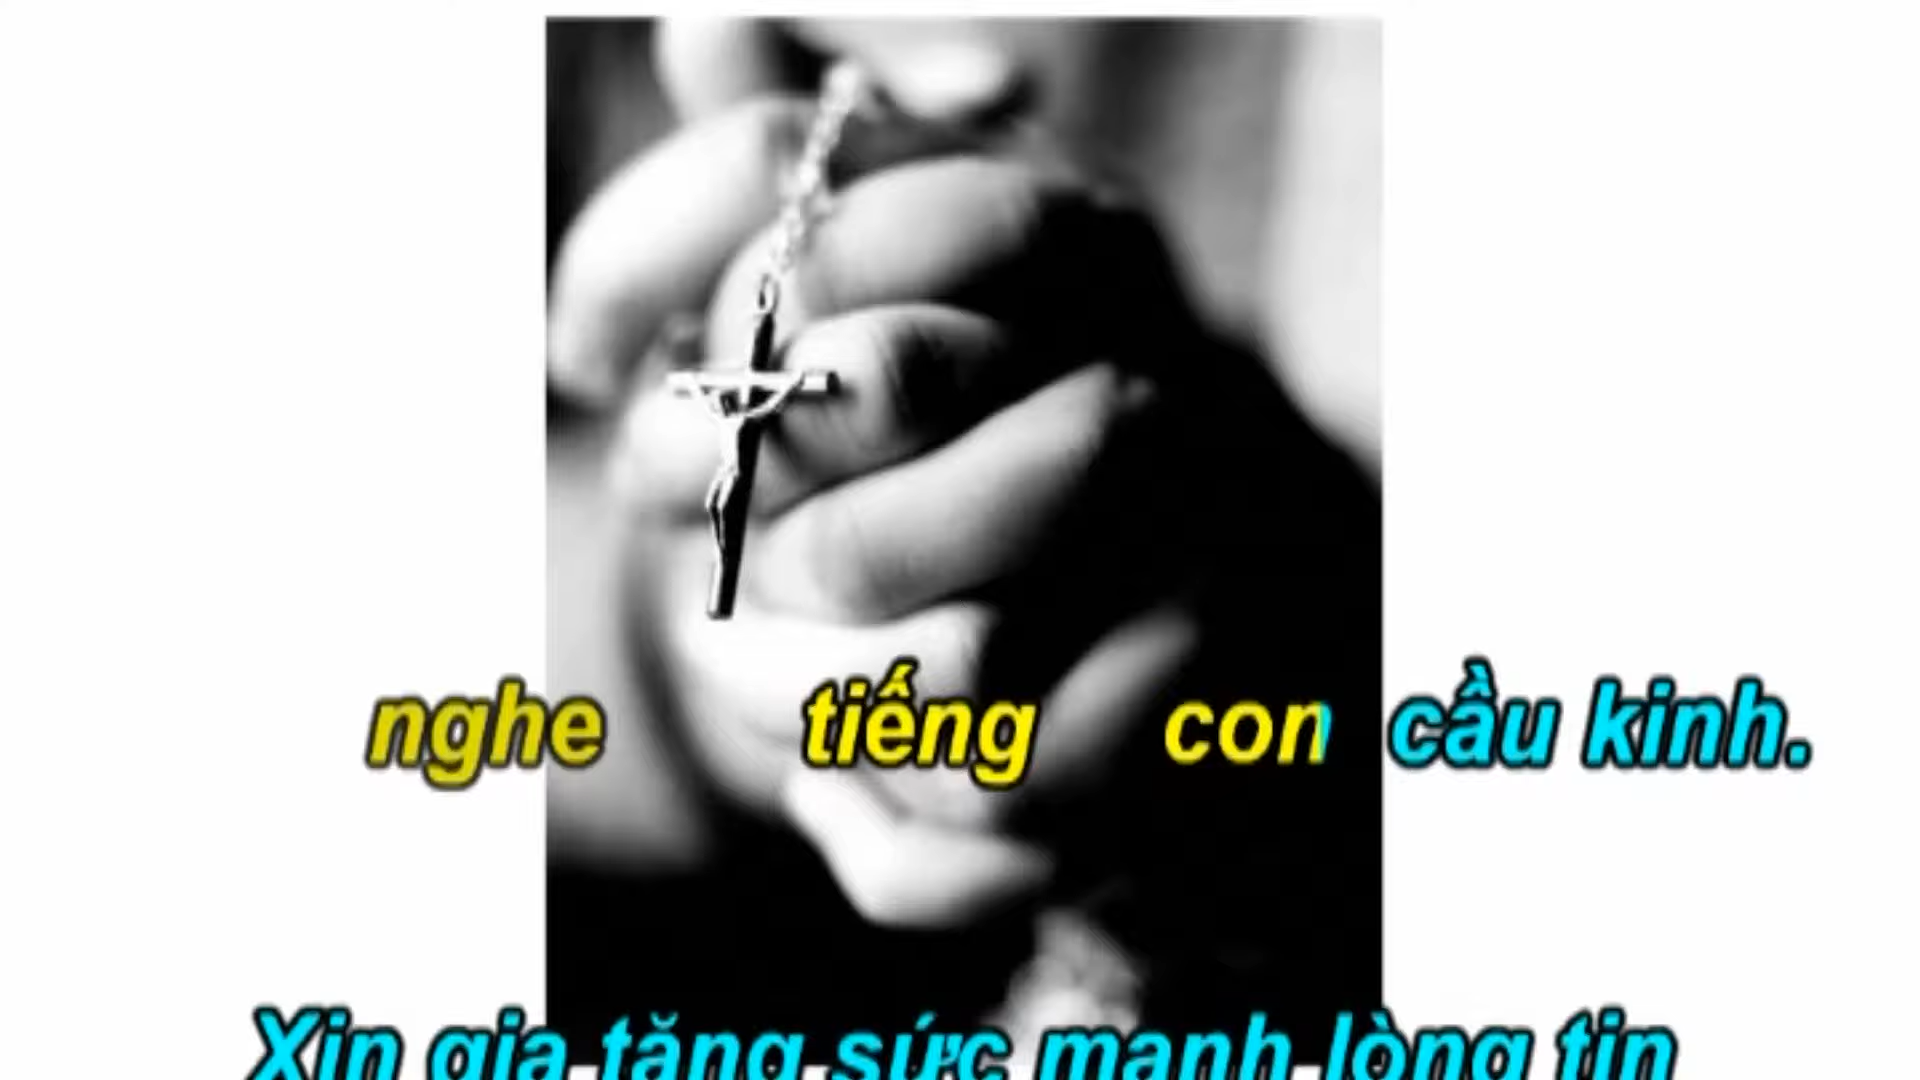 nghe tiếng con cầu kinh.
Xin gia tăng sức mạnh lòng tin